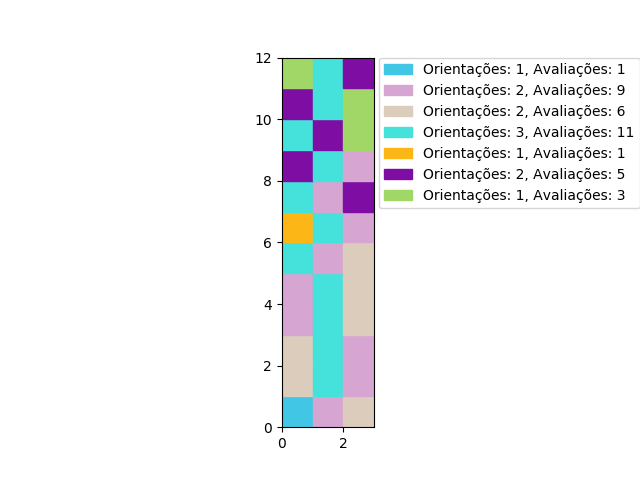 12
10
8
6
4
2
0
0 2
Orientações: 1, Avaliações: 1
Orientações: 2, Avaliações: 9
Orientações: 2, Avaliações: 6
Orientações: 3, Avaliações: 11
Orientações: 1, Avaliações: 1
Orientações: 2, Avaliações: 5
Orientações: 1, Avaliações: 3